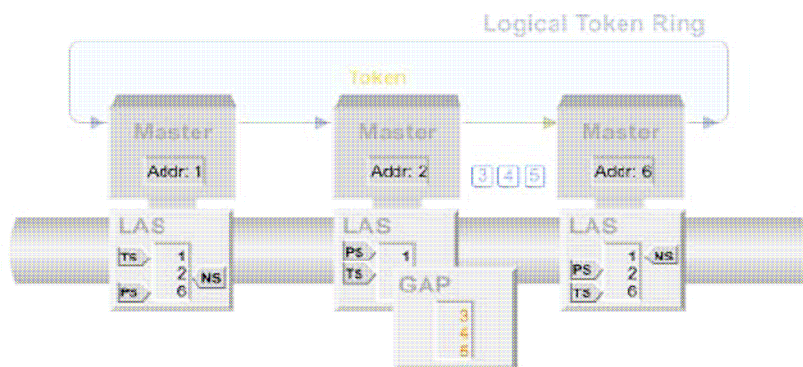 Logical Token Ring
Token
Master
Addr: 1
Master
Addr: 2
3 4 5
Master
Addr: 6
LAS
TS
PS
1
2
6
NS
LAS
PS
TS
1
GAP
3
4
5
LAS
PS
TS
1
2
6
NS